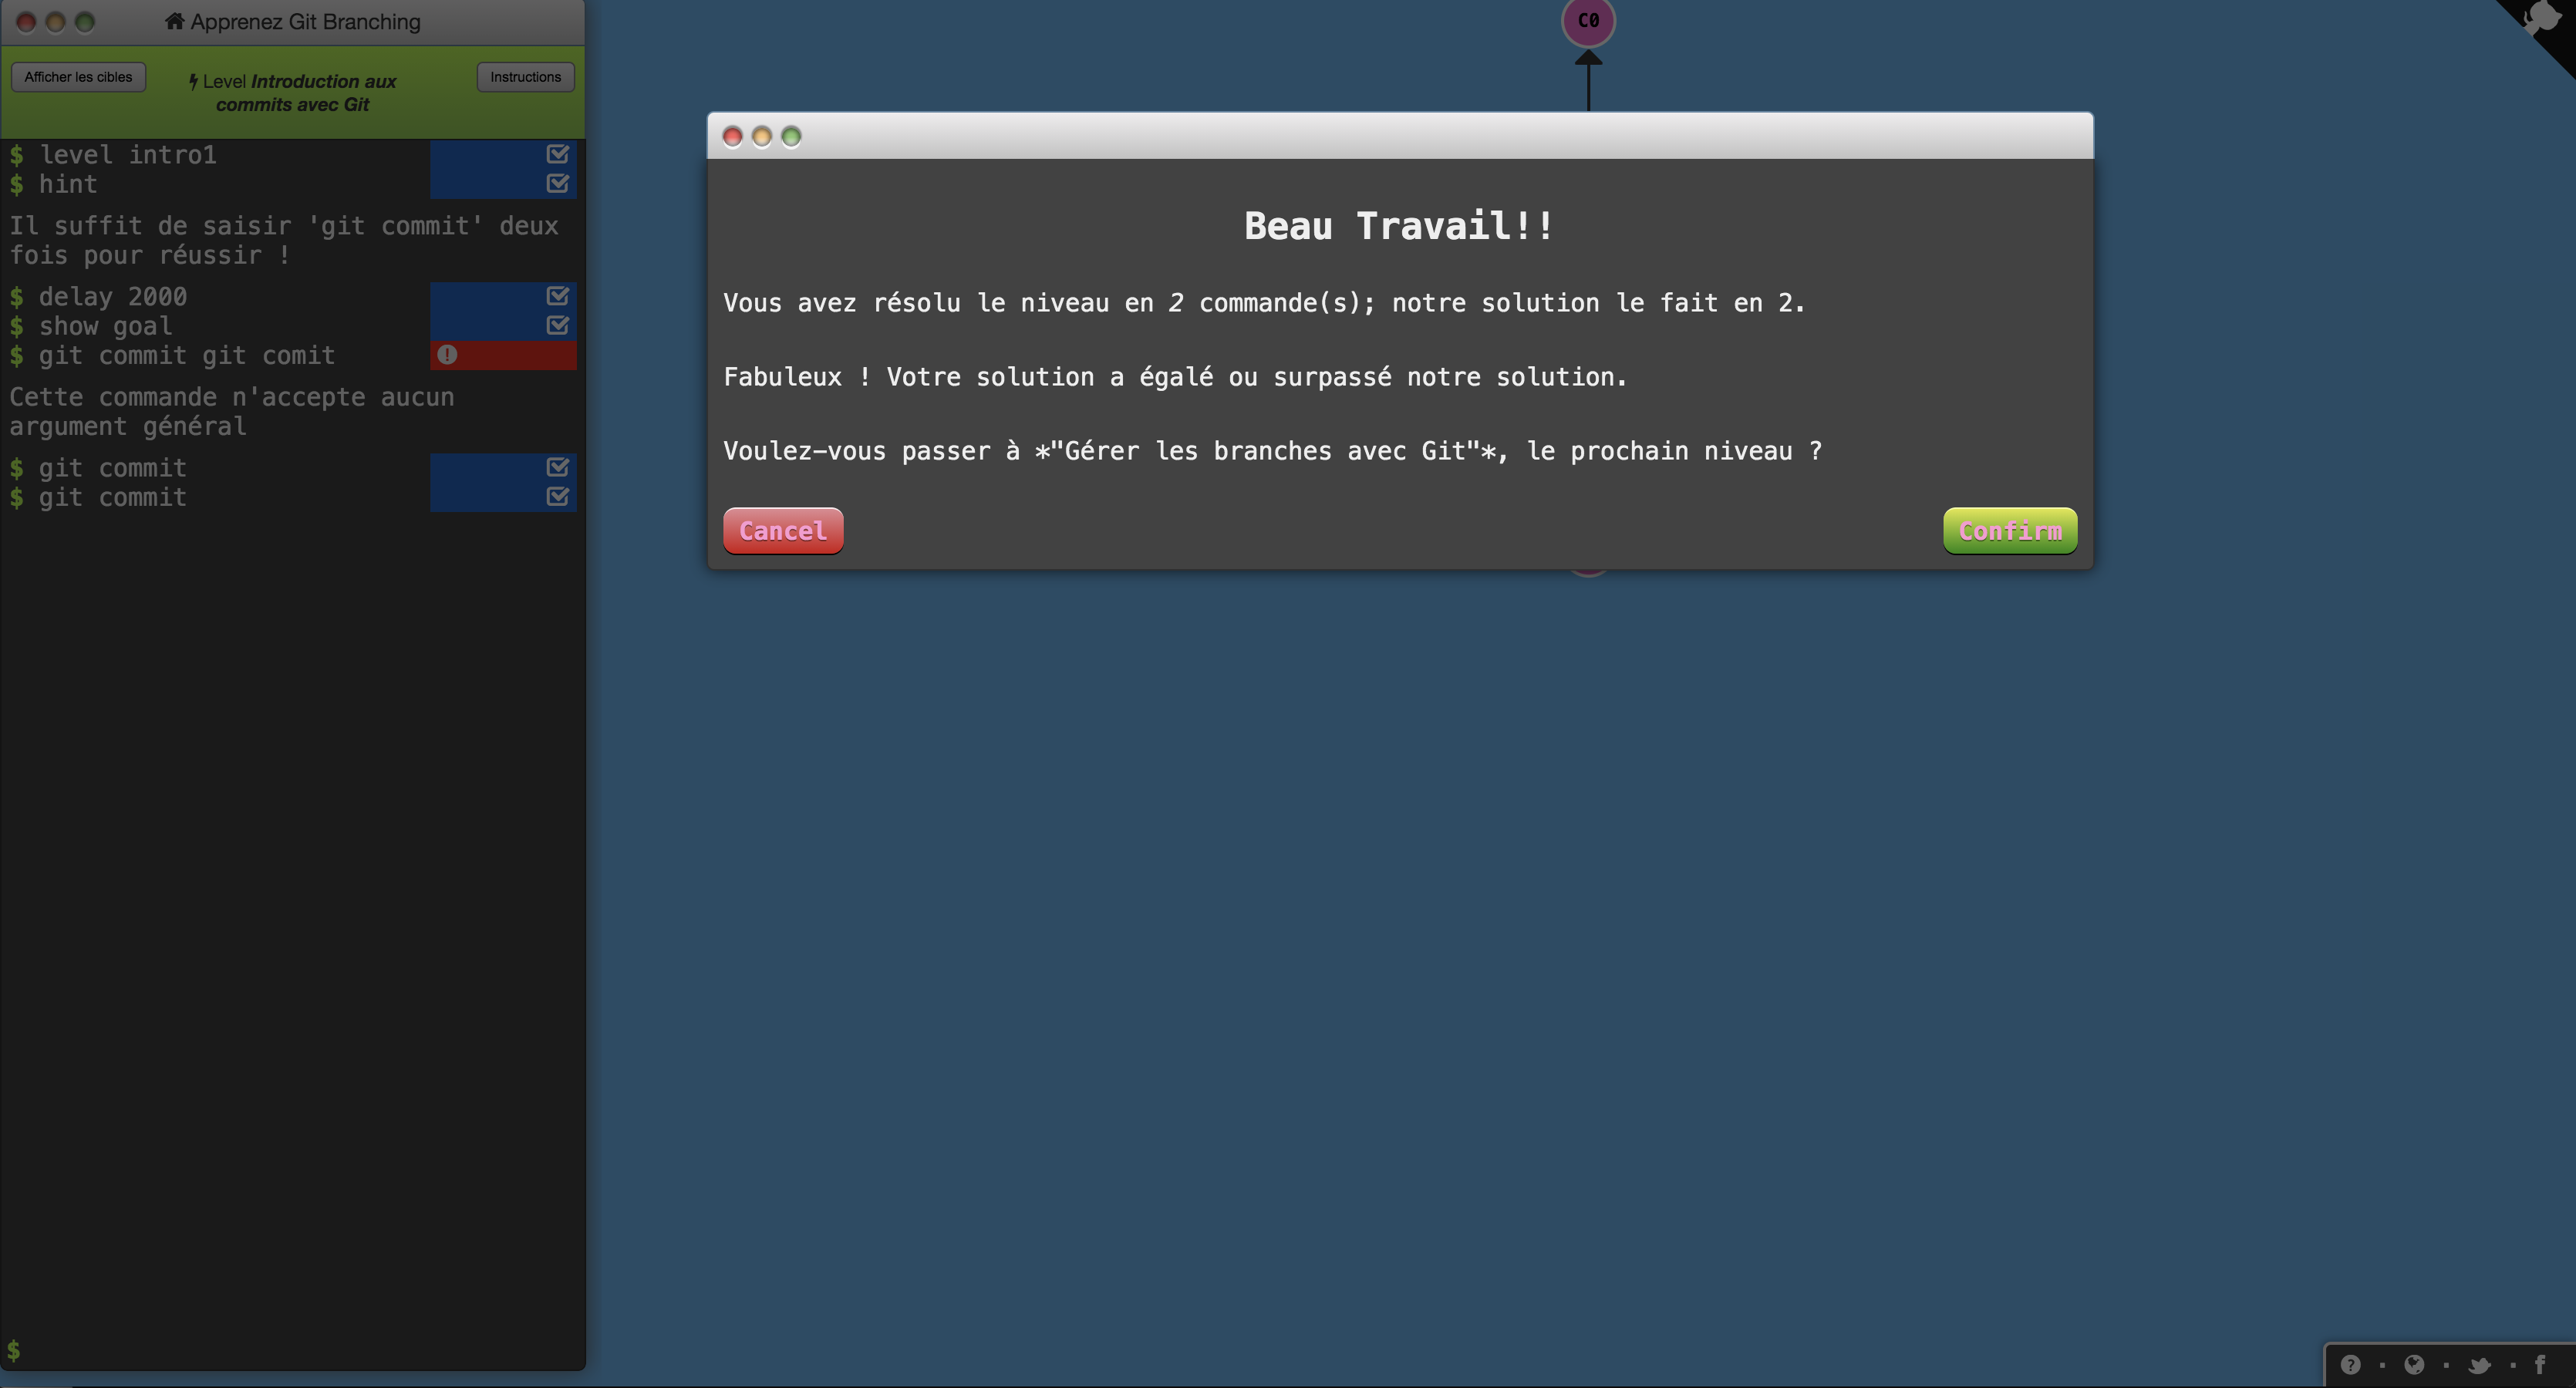 Apprenez Git Branching
Afficher les cibles
Level Introduction aux
commits avec Git
Instructions
$ level intro1
$ hint
Il suffit de saisir 'git commit' deux
fois pour réussir !
$ delay 2000
$ show goal
$ git commit git comit
Cette commande n'accepte aucun
argument général
$ git commit
$ git commit
$
C0
Beau Travail!!
Vous avez résolu le niveau en 2 commande(s); notre solution le fait en 2.
Fabuleux ! Votre solution a égalé ou surpassé notre solution.
Voulez-vous passer à *"Gérer les branches avec Git"*, le prochain niveau ?
Cancel
Confirm